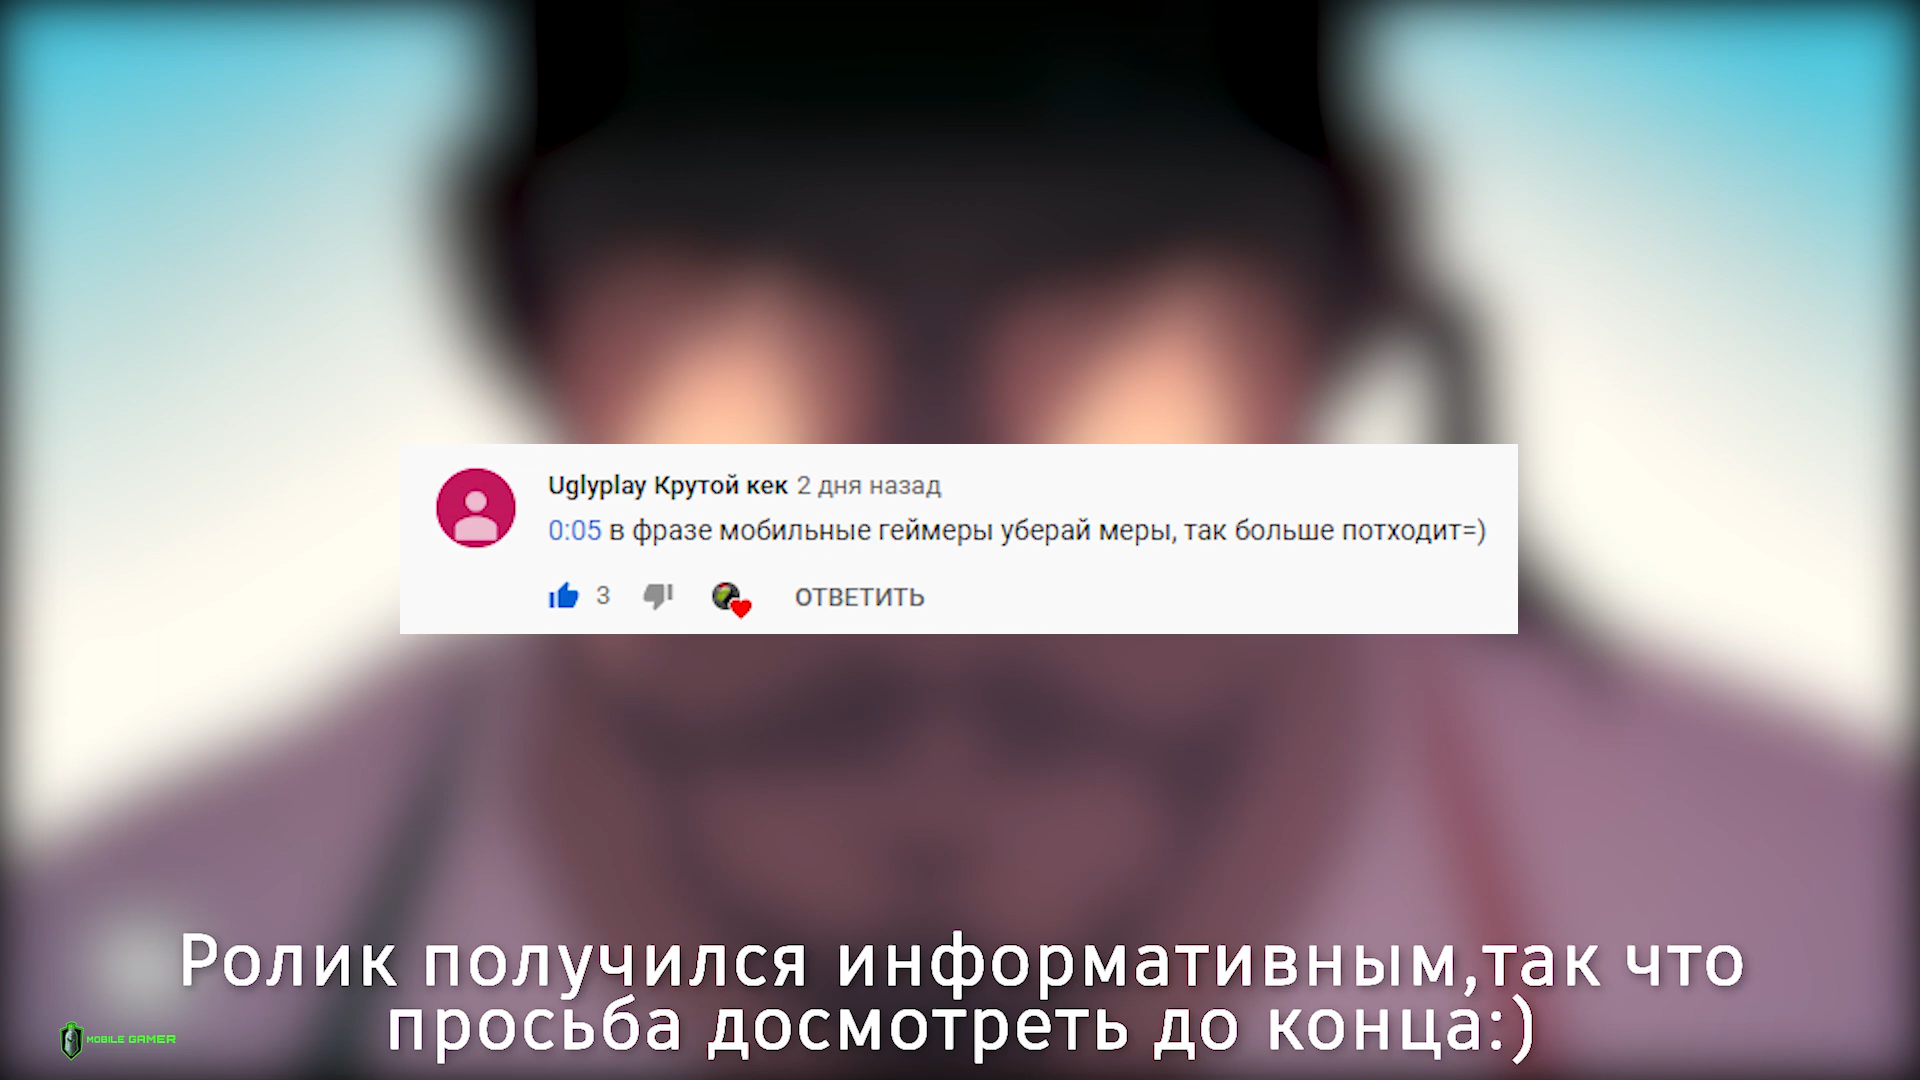 Uglyplay Крутой кек 2 дня назад
0:05 в фразе мобильные геймеры уберай меры, так больше потходит=)
3 ОТВЕТИТЬ
Ролик получился информативным,так что
просьба досмотреть до конца:)
MOBILE GAMER